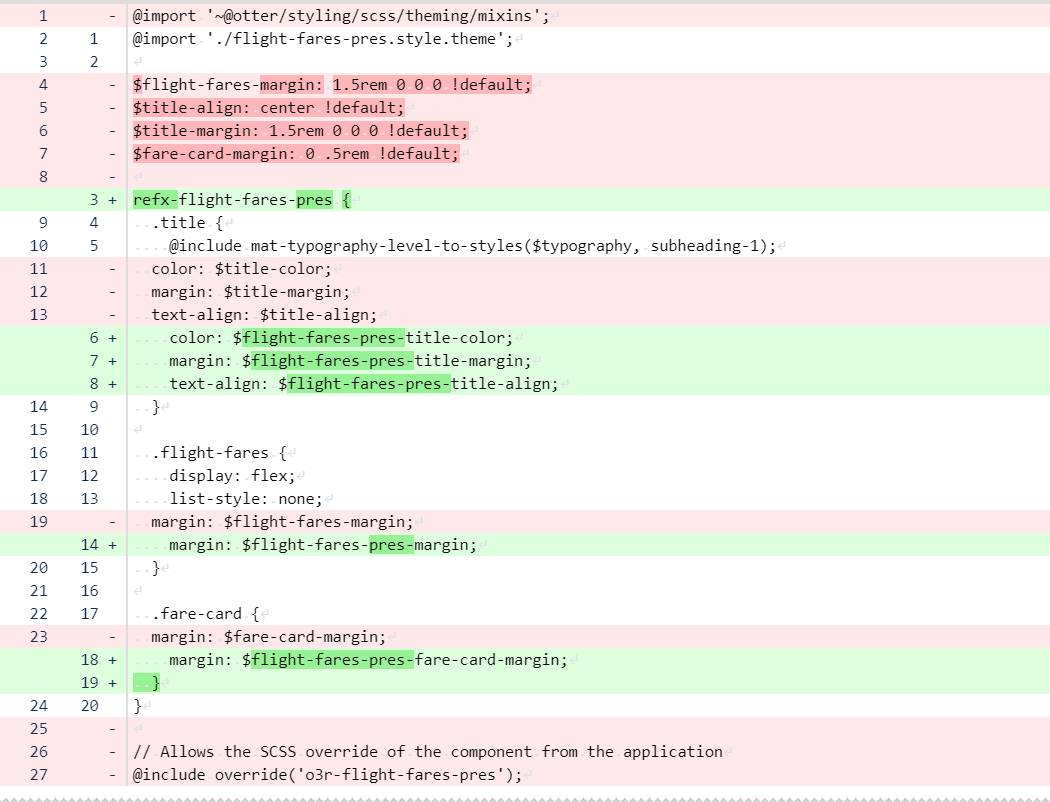 1 - @import '~@otter/styling/scss/theming/mixins';
2 1 @import './flight-fares-pres.style.theme';
3 2
4 - $flight-fares-margin: 1.5rem 0 0 0 !default;
5 - $title-align: center !default;
6 - $title-margin: 1.5rem 0 0 0 !default;
7 - $fare-card-margin: 0 .5rem !default;
8 -
3 + refx-flight-fares-pres {
9 4 .title {
10 5 @include mat-typography-level-to-styles($typography, subheading-1);
11 - color: $title-color;
12 - margin: $title-margin;
13 - text-align: $title-align;
6 + color: $flight-fares-pres-title-color;
7 + margin: $flight-fares-pres-title-margin;
8 + text-align: $flight-fares-pres-title-align;
14 9 }
15 10
16 11 .flight-fares {
17 12 display: flex;
18 13 list-style: none;
19 - margin: $flight-fares-margin;
14 + margin: $flight-fares-pres-margin;
20 15 }
21 16
22 17 .fare-card {
23 - margin: $fare-card-margin;
18 + margin: $flight-fares-pres-fare-card-margin;
19 + }
24 20 }
25 -
26 - // Allows the SCSS override of the component from the application
27 - @include override('o3r-flight-fares-pres');